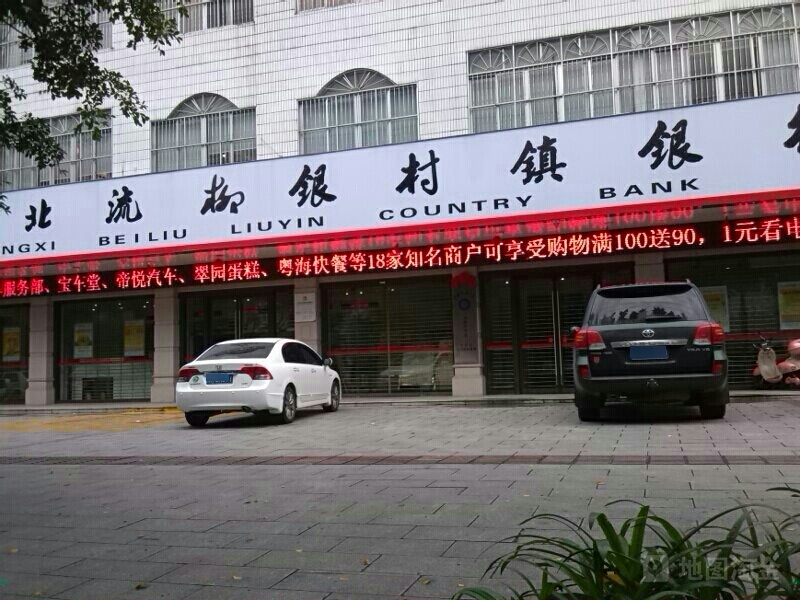 北流柳银村镇银行
NGXI BEILIU LIUYIN COUNTRY BANK
服务部、宝车堂、帝悦汽车、翠园蛋糕、粤海快餐等18家知名商户可享受购物满100送90，1元看电